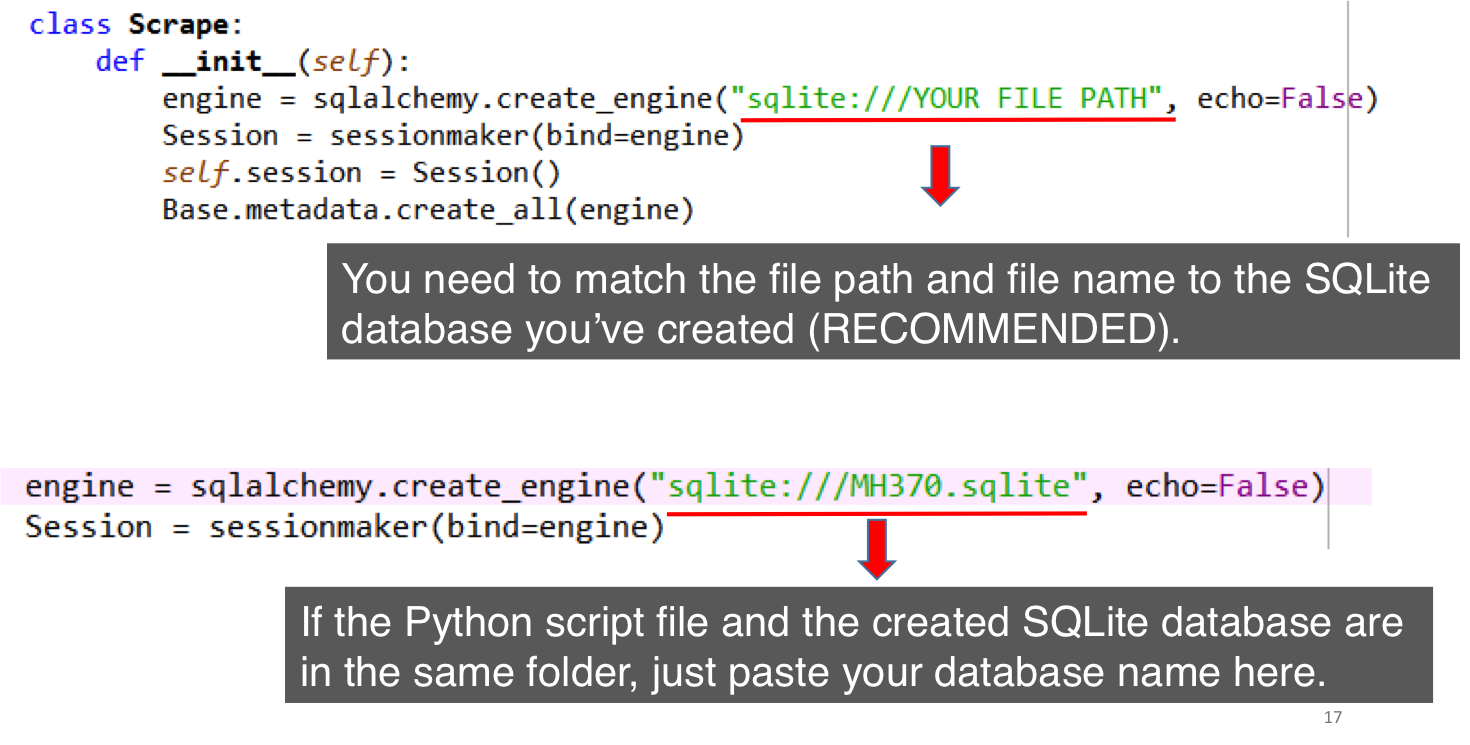 class Scrape:
    def __init__(self):
        engine = sqlalchemy.create_engine("sqlite:///YOUR FILE PATH", echo=False)
        Session = sessionmaker(bind=engine)
        self.session = Session()
        Base.metadata.create_all(engine)
You need to match the file path and file name to the SQLite
database you’ve created (RECOMMENDED).
engine = sqlalchemy.create_engine("sqlite:///MH370.sqlite", echo=False)
Session = sessionmaker(bind=engine)
If the Python script file and the created SQLite database are
in the same folder, just paste your database name here.
17